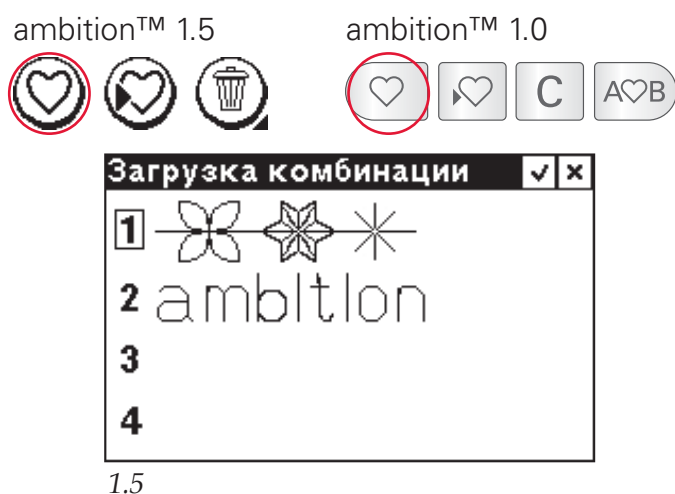 ambition™ 1.5
ambition™ 1.0
C
A♡B
Загрузка комбинации
1
2 ambition
3
4
1.5